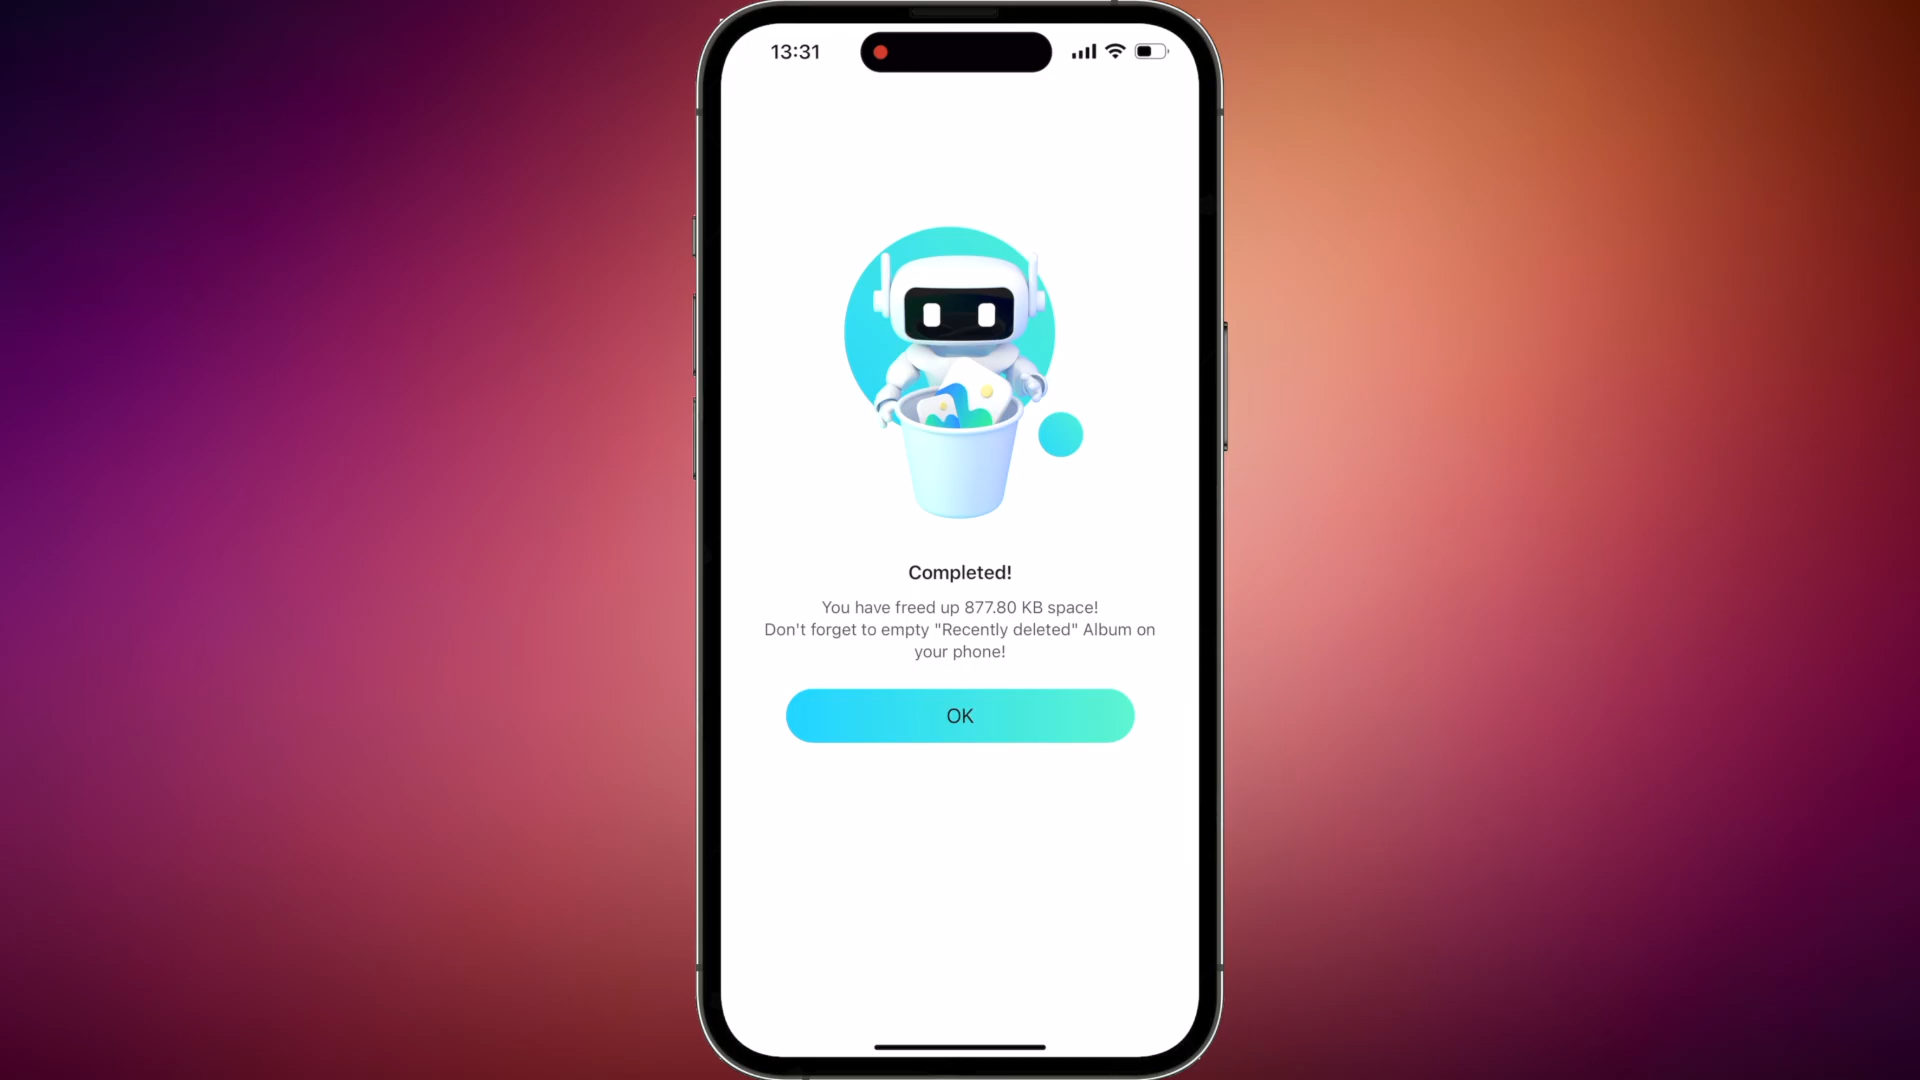 13:31
Completed!
You have freed up 877.80 KB space!
Don't forget to empty "Recently deleted" Album on
your phone!
OK